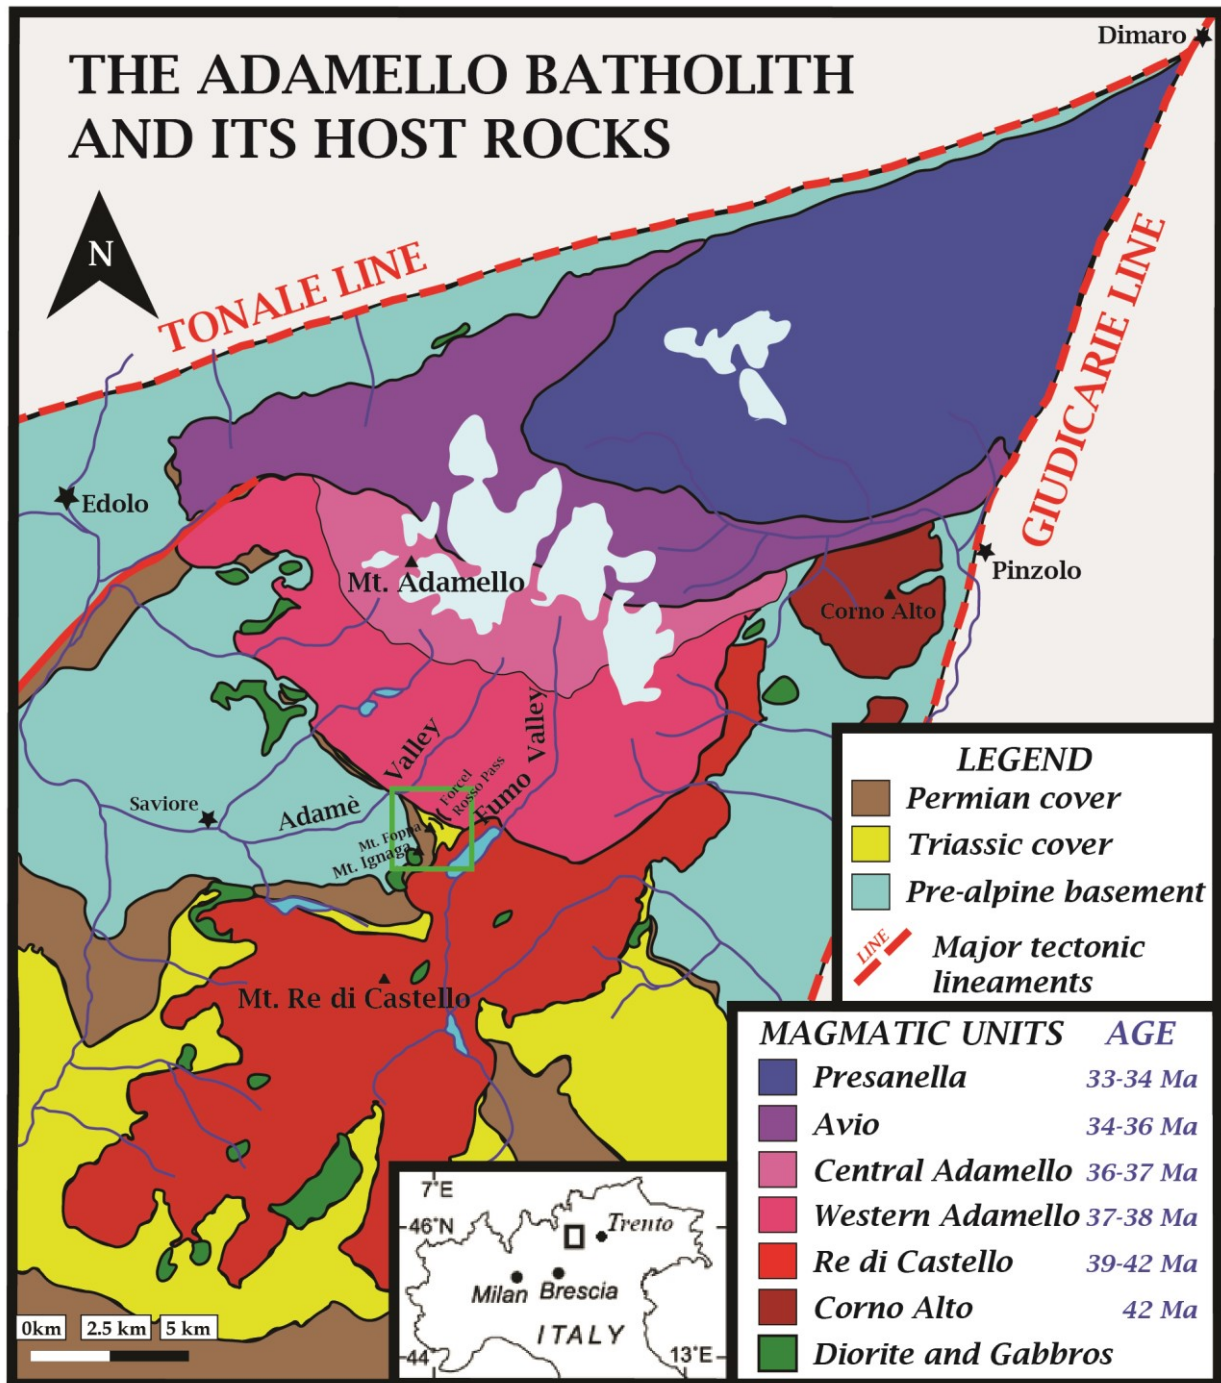 THE ADAMELLO BATHOLITH
AND ITS HOST ROCKS
Dimaro
N
TONALE LINE
GIUDICARIE LINE
Edolo
Mt. Adamello
Pinzolo
Corno Alto
Saviore
Adamè Valley
Fumo Valley
Forcel
Rosso Pass
Mt. Foppa
Mt. Ignaga
Mt. Re di Castello
LEGEND
Permian cover
Triassic cover
Pre-alpine basement
LINE
Major tectonic
lineaments
MAGMATIC UNITS AGE
Presanella 33-34 Ma
Avio 34-36 Ma
Central Adamello 36-37 Ma
Western Adamello 37-38 Ma
Re di Castello 39-42 Ma
Corno Alto 42 Ma
Diorite and Gabbros
7°E
46°N
Trento
Milan
Brescia
ITALY
44
13°E
0km 2.5 km 5 km